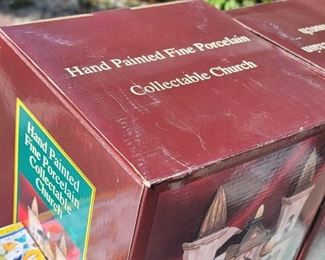 Hand Painted Fine Porcelain
Collectable Church
Hand Painted
Fine Porcelain
Collectable
Church